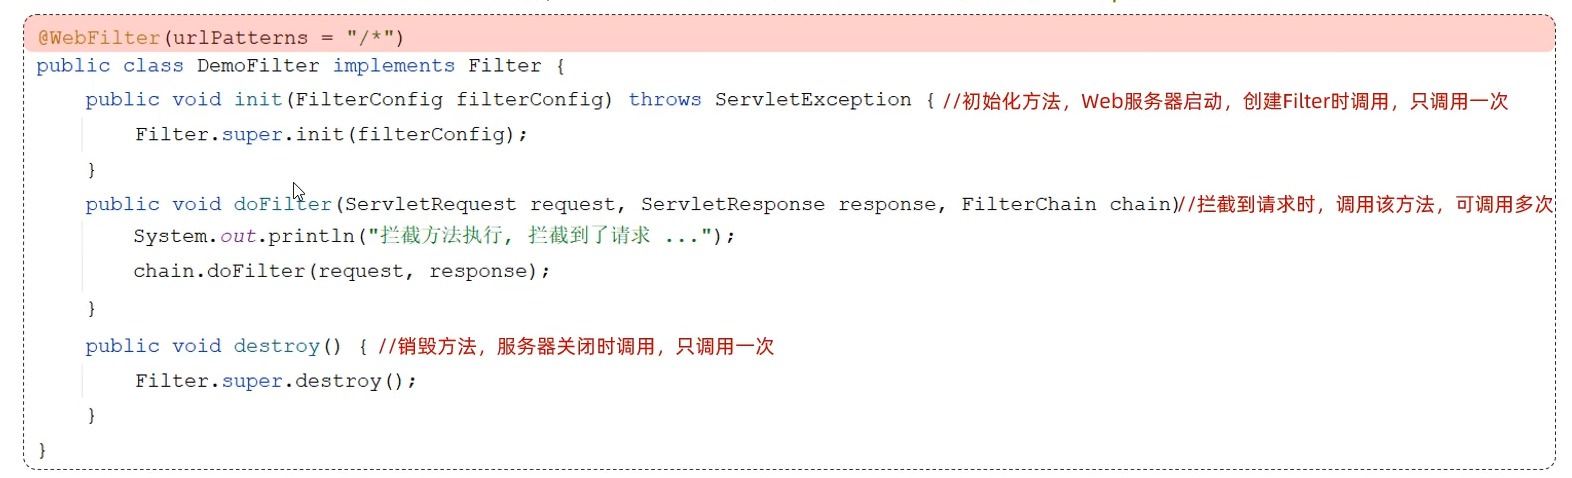 @WebFilter(urlPatterns = "/*")
public class DemoFilter implements Filter {
public void init(FilterConfig filterConfig) throws ServletException { //初始化方法，Web服务器启动，创建Filter时调用，只调用一次
Filter.super.init(filterConfig);
}
public void doFilter(ServletRequest request, ServletResponse response, FilterChain chain)//拦截到请求时，调用该方法，可调用多次
System.out.println("拦截方法执行, 拦截到了请求 ...");
chain.doFilter(request, response);
}
public void destroy() { //销毁方法，服务器关闭时调用，只调用一次
Filter.super.destroy();
}
}